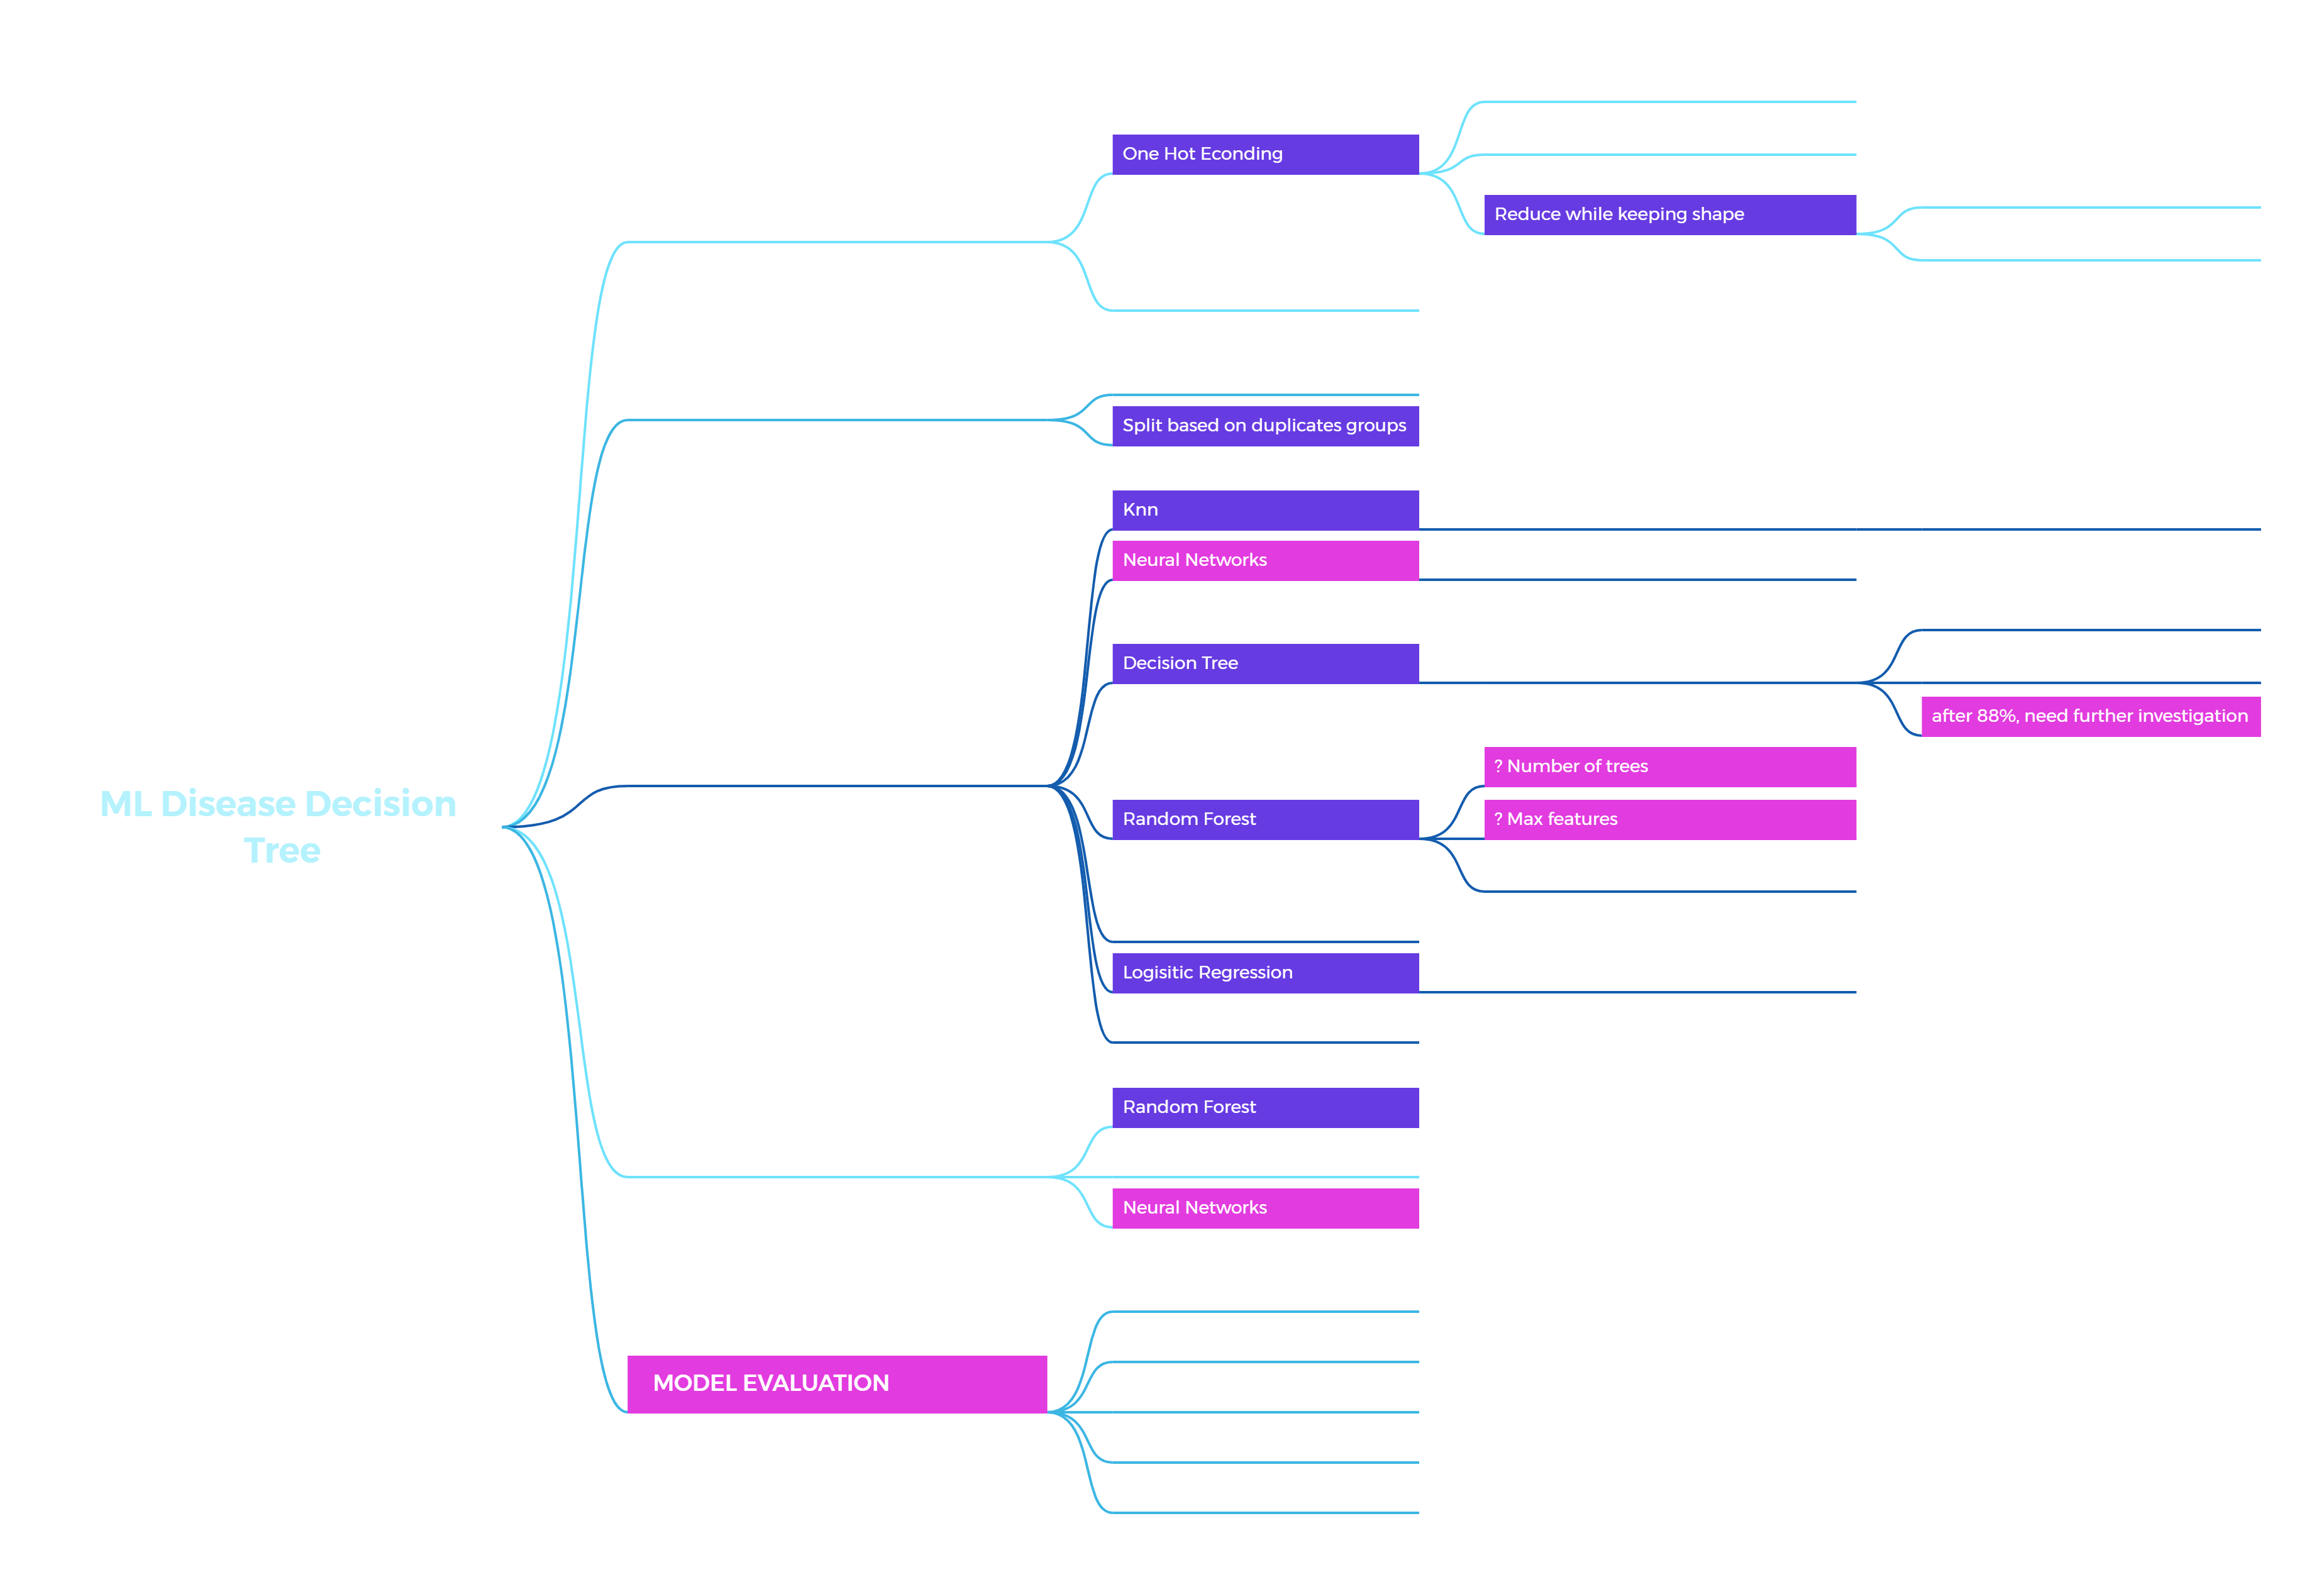 One Hot Econding
Reduce while keeping shape
Split based on duplicates groups
Knn
Neural Networks
Decision Tree
after 88%, need further investigation
? Number of trees
Random Forest
? Max features
ML Disease Decision
Tree
Logisitic Regression
Random Forest
Neural Networks
MODEL EVALUATION